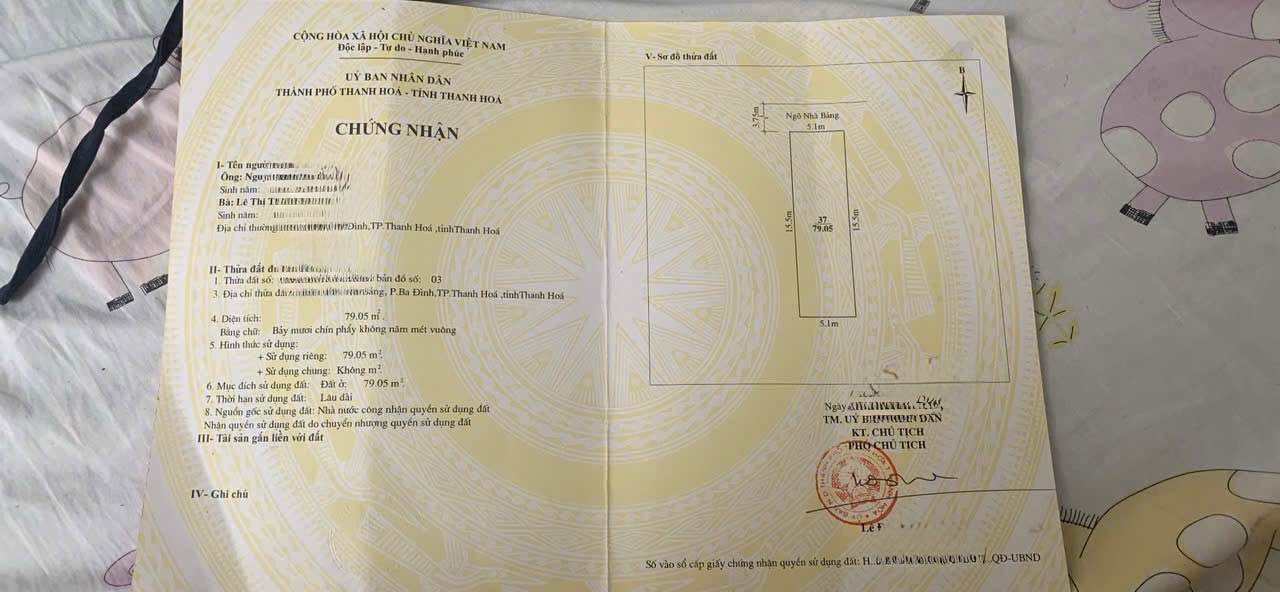 CỘNG HÒA XÃ HỘI CHỦ NGHĨA VIỆT NAM
Độc lập - Tự do - Hạnh phúc
UỶ BAN NHÂN DÂN
THÀNH PHỐ THANH HOÁ - TỈNH THANH HOÁ
CHỨNG NHẬN
I- Tên người
Ông:
Sinh năm:
Bà: Lê Thị
Sinh năm:
Địa chỉ thường Đình,TP.Thanh Hoá ,tỉnhThanh Hoá
II- Thửa đất
1. Thửa đất số: bản đồ số: 03
3. Địa chỉ thửa P.Ba Đình,TP.Thanh Hoá ,tỉnhThanh Hoá
4. Diện tích: 79.05 m².
Bằng chữ: Bảy mươi chín phẩy không năm mét vuông
5. Hình thức sử dụng:
+ Sử dụng riêng: 79.05 m².
+ Sử dụng chung: Không m².
6. Mục đích sử dụng đất: Đất ở: 79.05 m².
7. Thời hạn sử dụng đất: Lâu dài
8. Nguồn gốc sử dụng đất: Nhà nước công nhận quyền sử dụng đất
Nhận quyền sử dụng đất do chuyển nhượng quyền sử dụng đất
III- Tài sản gắn liền với đất
IV- Ghi chú
V- Sơ đồ thửa đất
B
3.75m
Ngõ Nhà Băng
5.1m
15.5m
37
79.05
15.5m
5.1m
Ngày
TM. UỶ BAN NHÂN DÂN
KT. CHỦ TỊCH
PHÓ CHỦ TỊCH
Lê
Số vào sổ cấp giấy chứng nhận quyền sử dụng đất: H QĐ-UBND